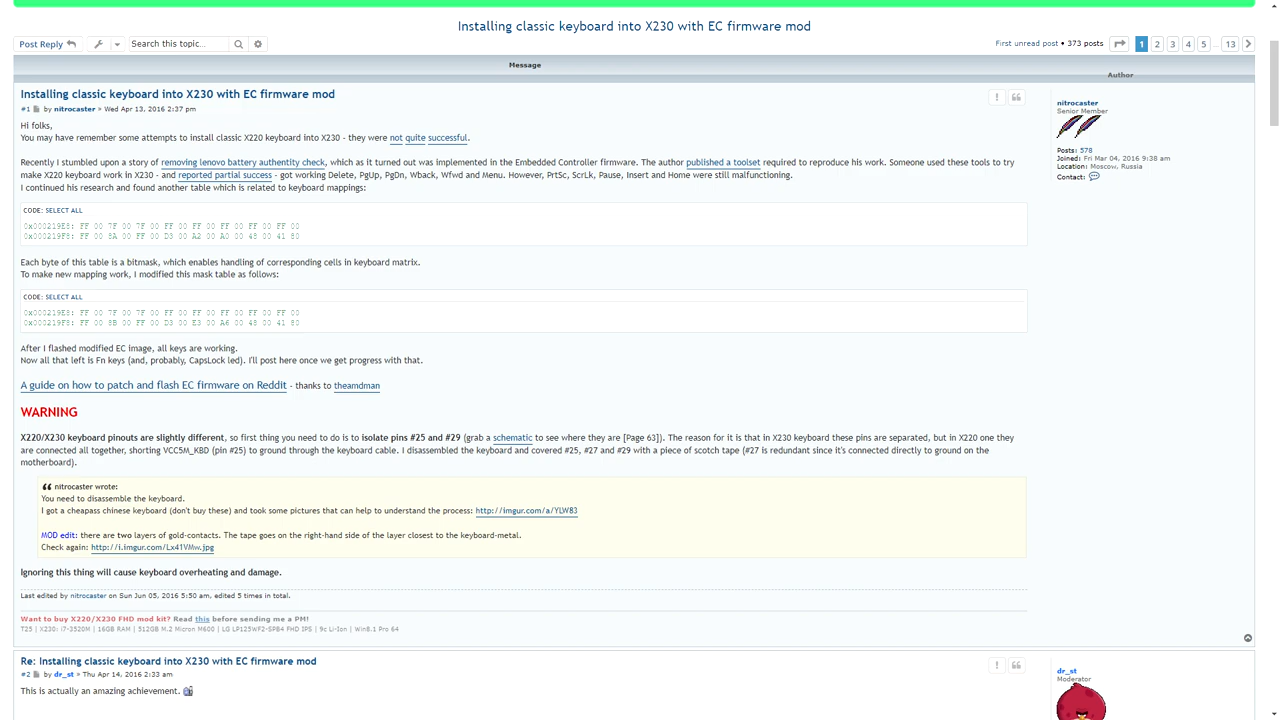 Installing classic keyboard into X230 with EC firmware mod
Post Reply
Search this topic...
First unread post • 373 posts
1 2 3 4 5 ... 13
Message
Author
Installing classic keyboard into X230 with EC firmware mod
#1 by nitrocaster » Wed Apr 13, 2016 2:37 pm
nitrocaster
Senior Member
Posts: 578
Joined: Fri Mar 04, 2016 9:38 am
Location: Moscow, Russia
Contact:
Hi folks,
You may have remember some attempts to install classic X220 keyboard into X230 - they were not quite successful.
Recently I stumbled upon a story of removing lenovo battery authentity check, which as it turned out was implemented in the Embedded Controller firmware. The author published a toolset required to reproduce his work. Someone used these tools to try
make X220 keyboard work in X230 - and reported partial success - got working Delete, PgUp, PgDn, Wback, Wfwd and Menu. However, PrtSc, ScrLk, Pause, Insert and Home were still malfunctioning.
I continued his research and found another table which is related to keyboard mappings:
CODE: SELECT ALL
0x000219E8: FF 00 7F 00 7F 00 FF 00 FF 00 FF 00 FF 00 FF 00
0x000219F8: FF 00 8A 00 FF 00 D3 00 A2 00 A0 00 48 00 41 80
Each byte of this table is a bitmask, which enables handling of corresponding cells in keyboard matrix.
To make new mapping work, I modified this mask table as follows:
CODE: SELECT ALL
0x000219E8: FF 00 7F 00 7F 00 FF 00 FF 00 FF 00 FF 00 FF 00
0x000219F8: FF 00 8B 00 FF 00 D3 00 E3 00 A6 00 48 00 41 80
After I flashed modified EC image, all keys are working.
Now all that left is Fn keys (and, probably, CapsLock led). I'll post here once we get progress with that.
A guide on how to patch and flash EC firmware on Reddit - thanks to theamdman
WARNING
X220/X230 keyboard pinouts are slightly different, so first thing you need to do is to isolate pins #25 and #29 (grab a schematic to see where they are [Page 63]). The reason for it is that in X230 keyboard these pins are separated, but in X220 one they
are connected all together, shorting VCC5M_KBD (pin #25) to ground through the keyboard cable. I disassembled the keyboard and covered #25, #27 and #29 with a piece of scotch tape (#27 is redundant since it's connected directly to ground on the
motherboard).
nitrocaster wrote:
You need to disassemble the keyboard.
I got a cheapass chinese keyboard (don't buy these) and took some pictures that can help to understand the process: http://imgur.com/a/YLW83
MOD edit: there are two layers of gold-contacts. The tape goes on the right-hand side of the layer closest to the keyboard-metal.
Check again: http://i.imgur.com/Lx41VMw.jpg
Ignoring this thing will cause keyboard overheating and damage.
Last edited by nitrocaster on Sun Jun 05, 2016 5:50 am, edited 5 times in total.
Want to buy X220/X230 FHD mod kit? Read this before sending me a PM!
T25 | X230: i7-3520M | 16GB RAM | 512GB M.2 Micron M600 | LG LP125WF2-SPB4 FHD IPS | 9c Li-Ion | Win8.1 Pro 64
Re: Installing classic keyboard into X230 with EC firmware mod
#2 by dr_st » Thu Apr 14, 2016 2:33 am
dr_st
Moderator
This is actually an amazing achievement.